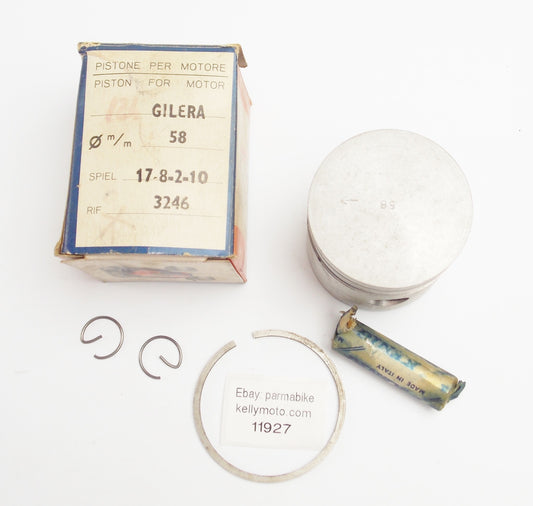 PISTONE PER MOTORE
PISTON FOR MOTOR
GILERA
Ø m/m 58
SPIEL 17-8-2-10
RIF. 3246
58
MADE IN ITALY
Ebay: parmabike
kellymoto.com
11927